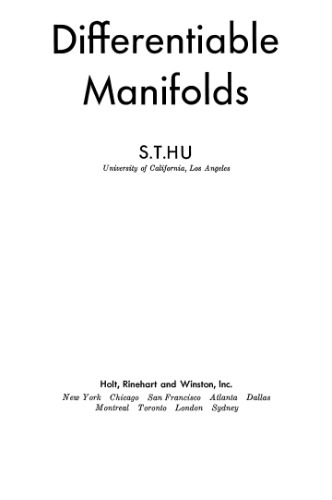 Differentiable
Manifolds
S.T.HU
University of California, Los Angeles
Holt, Rinehart and Winston, Inc.
New York Chicago San Francisco Atlanta Dallas
Montreal Toronto London Sydney